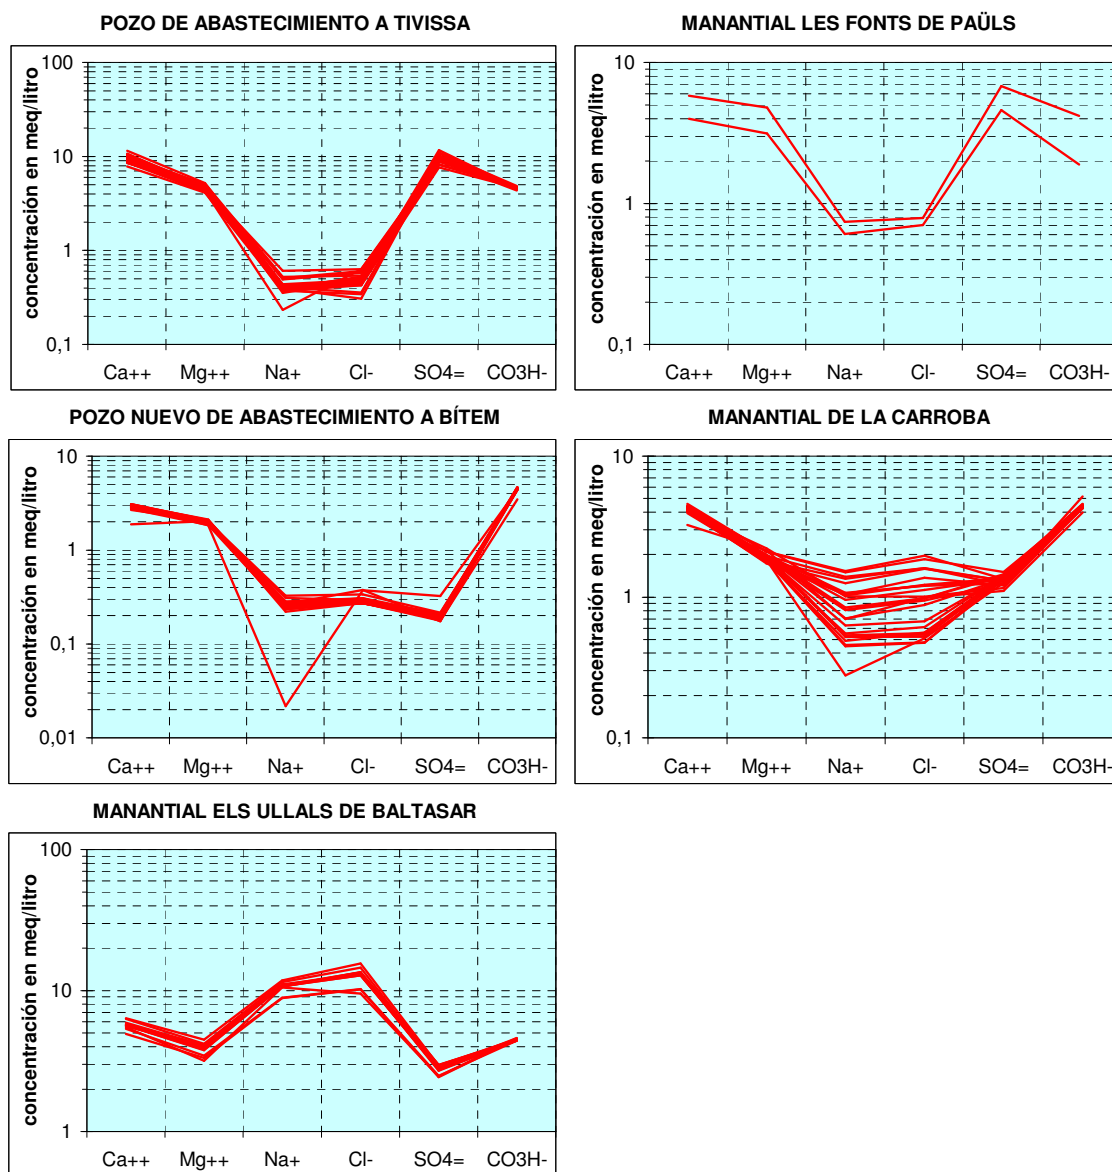 POZO DE ABASTECIMIENTO A TIVISSA
concentración en meq/litro
100
10
1
0,1
Ca++ Mg++ Na+ Cl- SO4= CO3H-
MANANTIAL LES FONTS DE PAÜLS
concentración en meq/litro
10
1
0,1
Ca++ Mg++ Na+ Cl- SO4= CO3H-
POZO NUEVO DE ABASTECIMIENTO A BÍTEM
concentración en meq/litro
10
1
0,1
0,01
Ca++ Mg++ Na+ Cl- SO4= CO3H-
MANANTIAL DE LA CARROBA
concentración en meq/litro
10
1
0,1
Ca++ Mg++ Na+ Cl- SO4= CO3H-
MANANTIAL ELS ULLALS DE BALTASAR
concentración en meq/litro
100
10
1
Ca++ Mg++ Na+ Cl- SO4= CO3H-